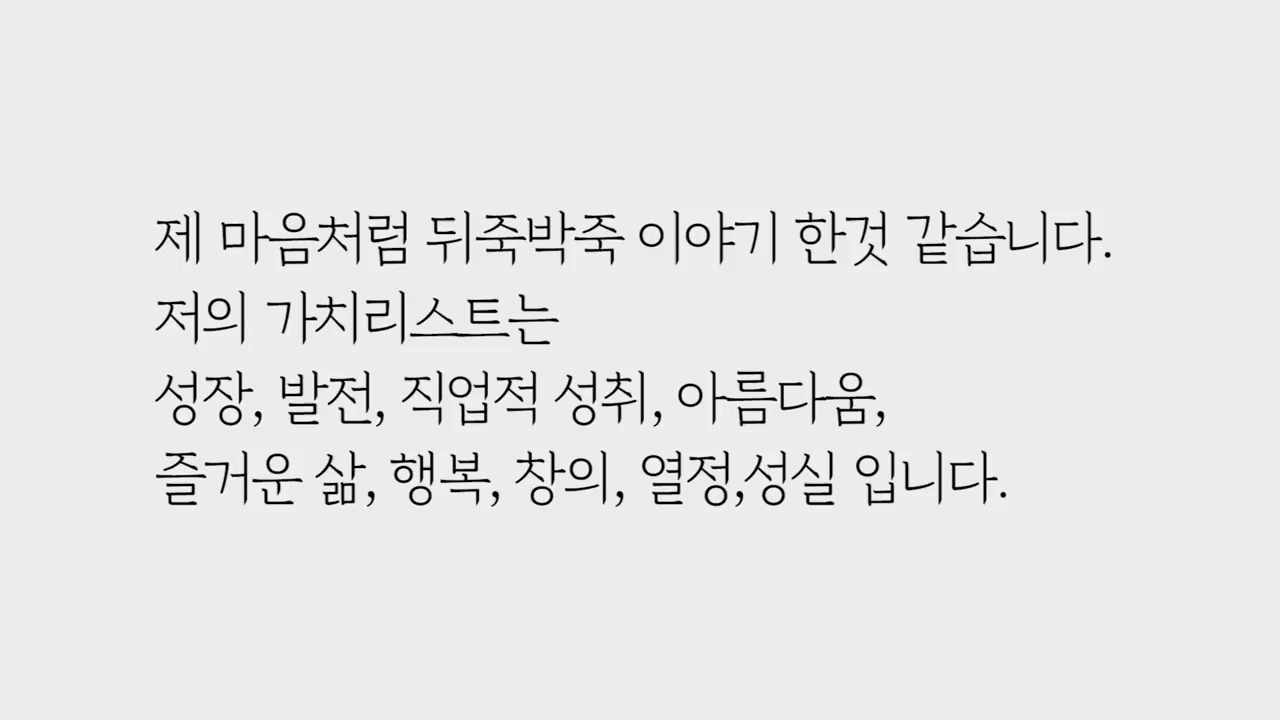 제 마음처럼 뒤죽박죽 이야기 한것 같습니다.
저의 가치리스트는
성장, 발전, 직업적 성취, 아름다움,
즐거운 삶, 행복, 창의, 열정,성실 입니다.